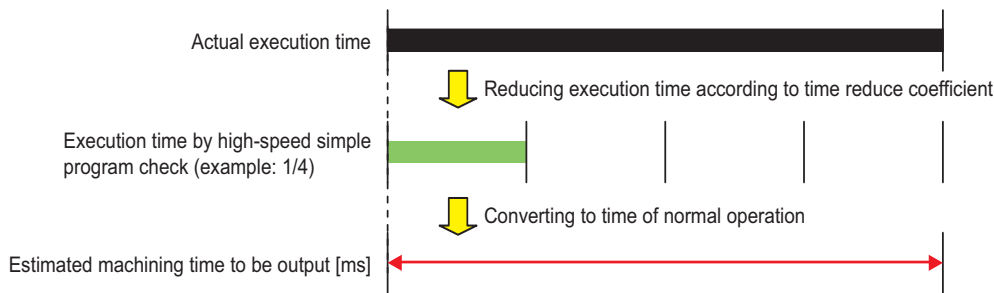 Actual execution time
Reducing execution time according to time reduce coefficient
Execution time by high-speed simple
program check (example: 1/4)
Converting to time of normal operation
Estimated machining time to be output [ms]